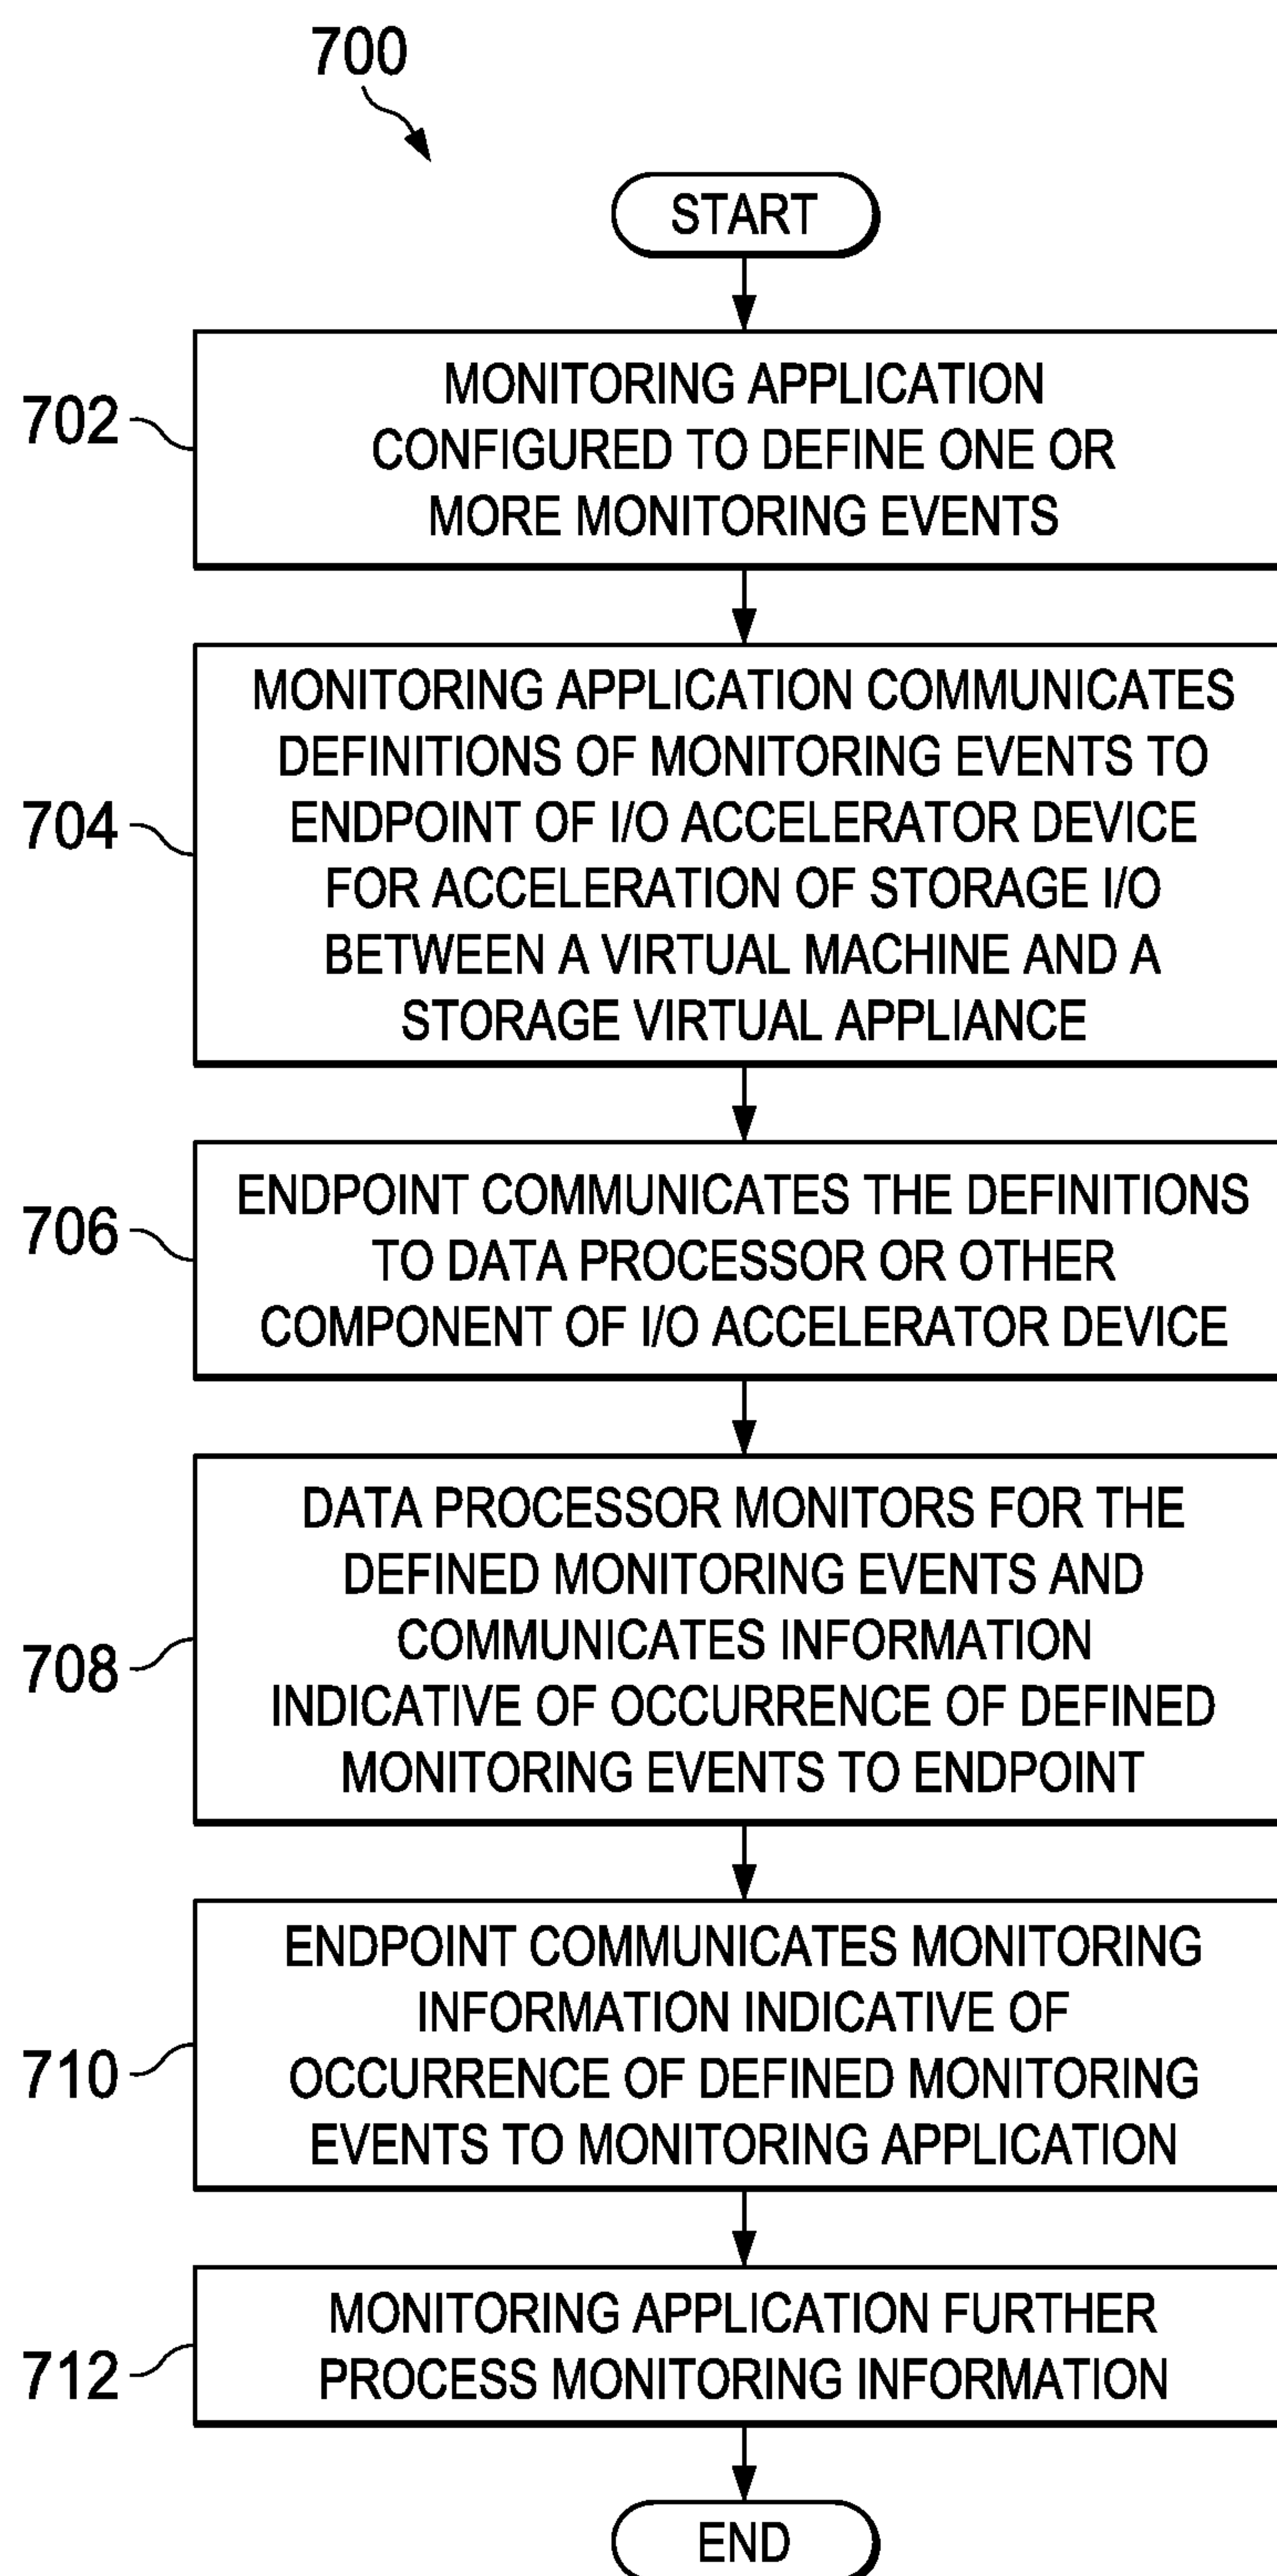 700
START
702
MONITORING APPLICATION
CONFIGURED TO DEFINE ONE OR
MORE MONITORING EVENTS
704
MONITORING APPLICATION COMMUNICATES
DEFINITIONS OF MONITORING EVENTS TO
ENDPOINT OF I/O ACCELERATOR DEVICE
FOR ACCELERATION OF STORAGE I/O
BETWEEN A VIRTUAL MACHINE AND A
STORAGE VIRTUAL APPLIANCE
706
ENDPOINT COMMUNICATES THE DEFINITIONS
TO DATA PROCESSOR OR OTHER
COMPONENT OF I/O ACCELERATOR DEVICE
708
DATA PROCESSOR MONITORS FOR THE
DEFINED MONITORING EVENTS AND
COMMUNICATES INFORMATION
INDICATIVE OF OCCURRENCE OF DEFINED
MONITORING EVENTS TO ENDPOINT
710
ENDPOINT COMMUNICATES MONITORING
INFORMATION INDICATIVE OF
OCCURRENCE OF DEFINED MONITORING
EVENTS TO MONITORING APPLICATION
712
MONITORING APPLICATION FURTHER
PROCESS MONITORING INFORMATION
END